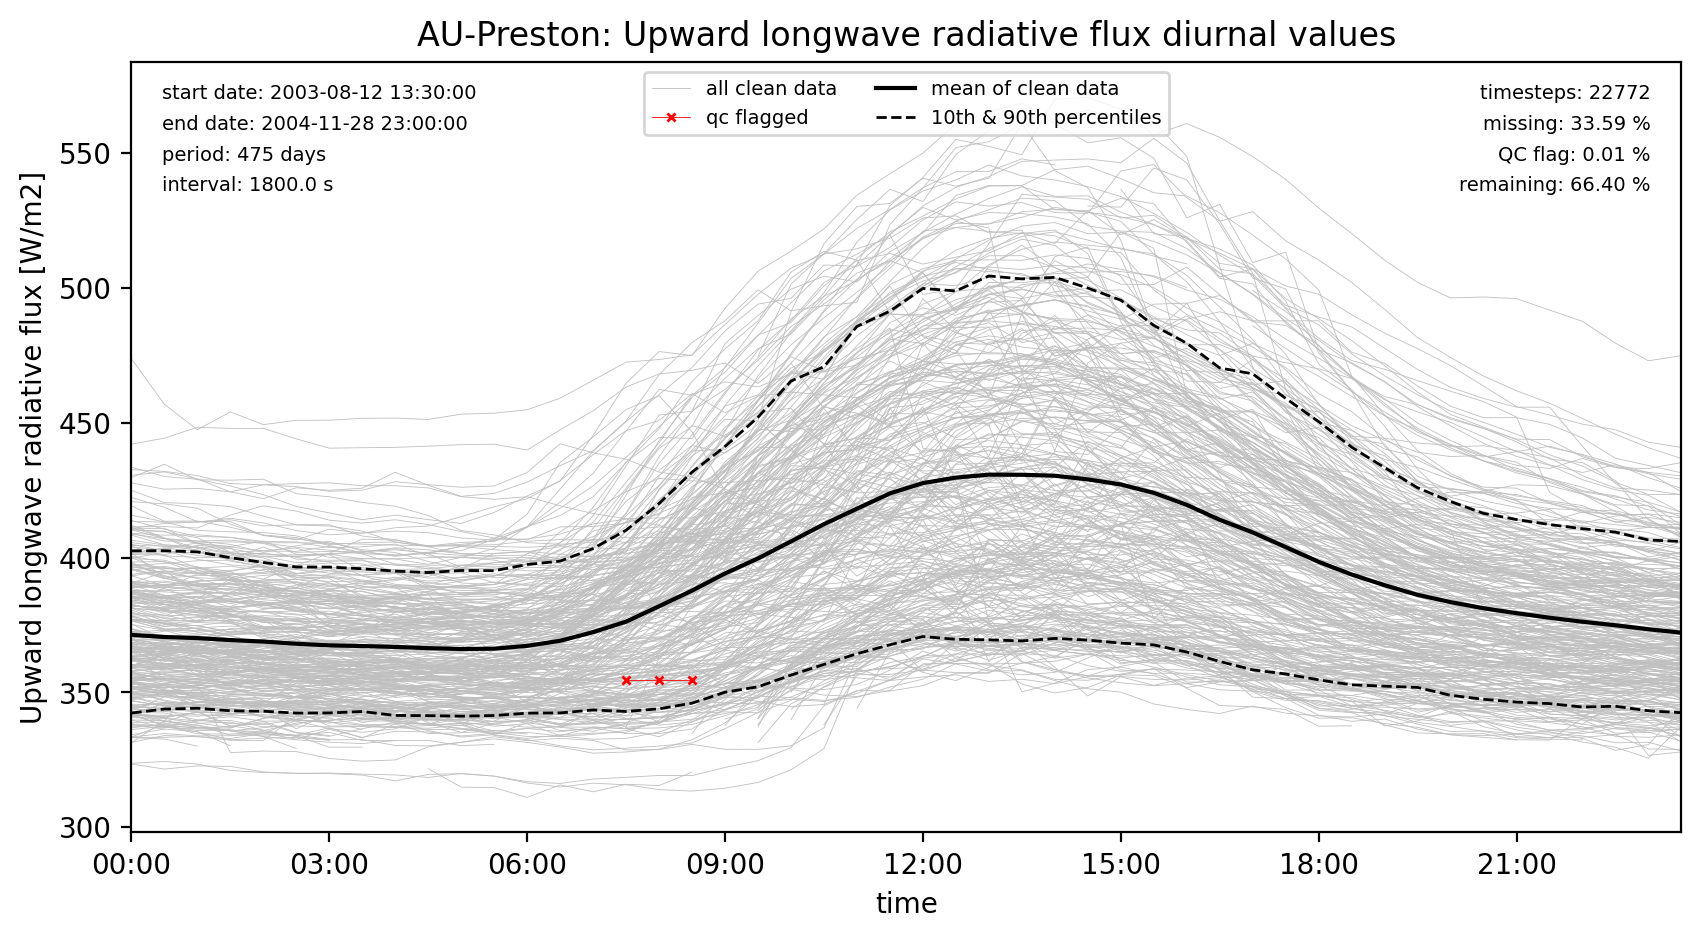 AU-Preston: Upward longwave radiative flux diurnal values
start date: 2003-08-12 13:30:00
end date: 2004-11-28 23:00:00
period: 475 days
interval: 1800.0 s
all clean data
qc flagged
mean of clean data
10th & 90th percentiles
timesteps: 22772
missing: 33.59 %
QC flag: 0.01 %
remaining: 66.40 %
Upward longwave radiative flux [W/m2]
550
500
450
400
350
300
00:00 03:00 06:00 09:00 12:00 15:00 18:00 21:00
time